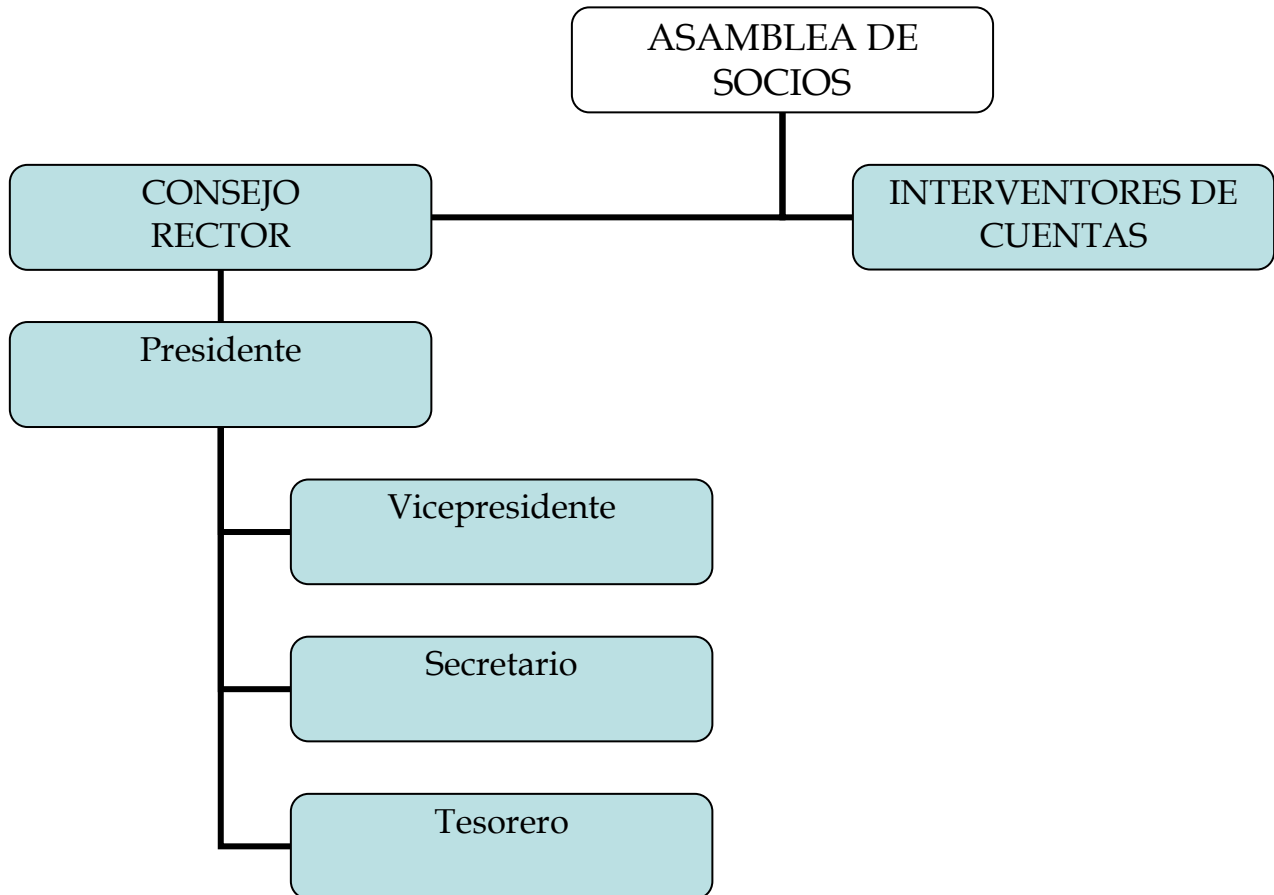 ASAMBLEA DE
SOCIOS
CONSEJO
RECTOR
INTERVENTORES DE
CUENTAS
Presidente
Vicepresidente
Secretario
Tesorero